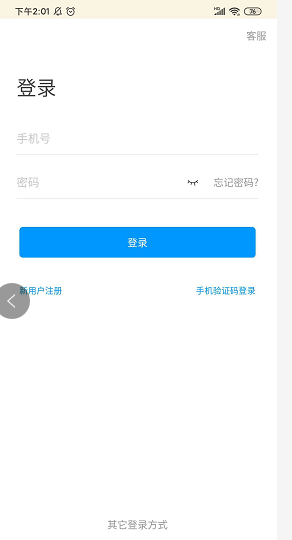 下午2:01 76
客服
登录
手机号
密码 忘记密码?
登录
新用户注册 手机验证码登录
其它登录方式